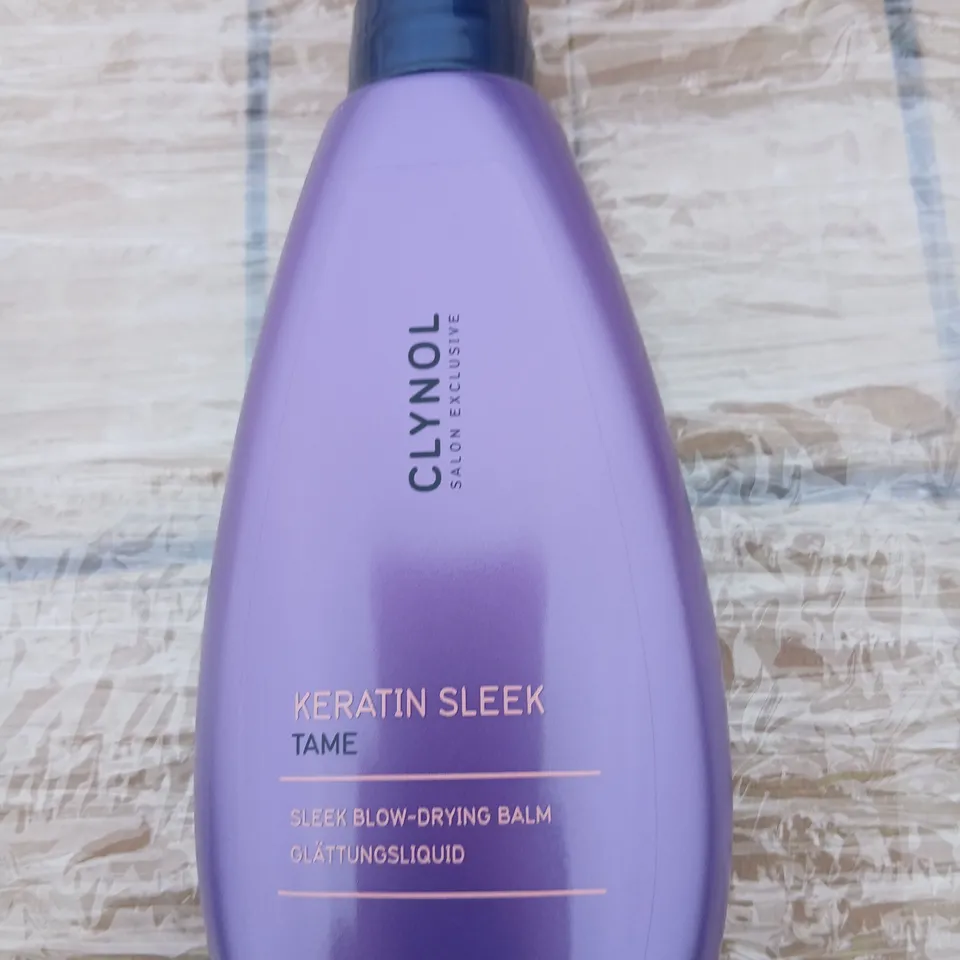 CLYNOL
SALON EXCLUSIVE
KERATIN SLEEK
TAME
SLEEK BLOW-DRYING BALM
GLÄTTUNGSLIQUID